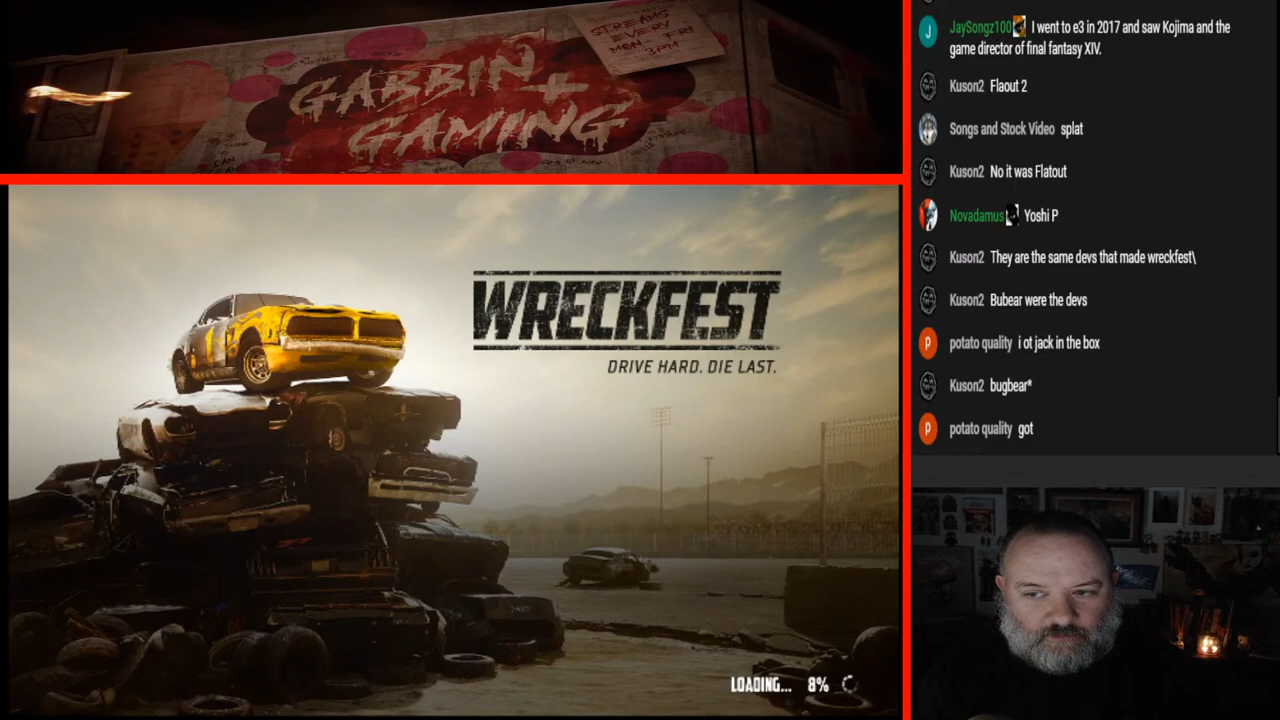 STREAMS
EVERY
MON - FRI
3PM
GABBIN+
GAMING
WRECKFEST
DRIVE HARD. DIE LAST.
LOADING... 8%
JaySongz100 I went to e3 in 2017 and saw Kojima and the
game director of final fantasy XIV.
Kuson2 Flaout 2
Songs and Stock Video splat
Kuson2 No it was Flatout
Novadamus Yoshi P
Kuson2 They are the same devs that made wreckfest\
Kuson2 Bubear were the devs
potato quality i ot jack in the box
Kuson2 bugbear*
potato quality got